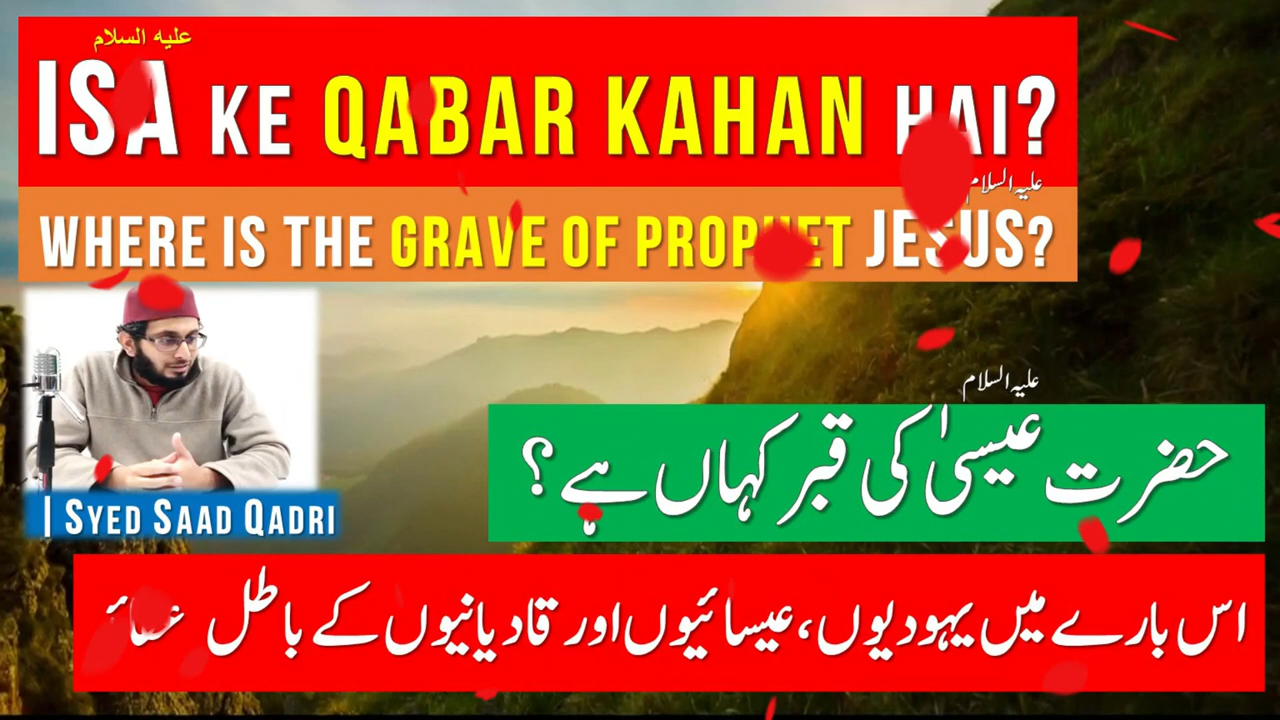 علیہ السلام
ISA KE QABAR KAHAN HAI?
علیہ السلام
WHERE IS THE GRAVE OF PROPHET JESUS?
علیہ السلام
حضرت عیسیٰ کی قبر کہاں ہے؟
| SYED SAAD QADRI
اس بارے میں یہودیوں، عیسائیوں اور قادیانیوں کے باطل